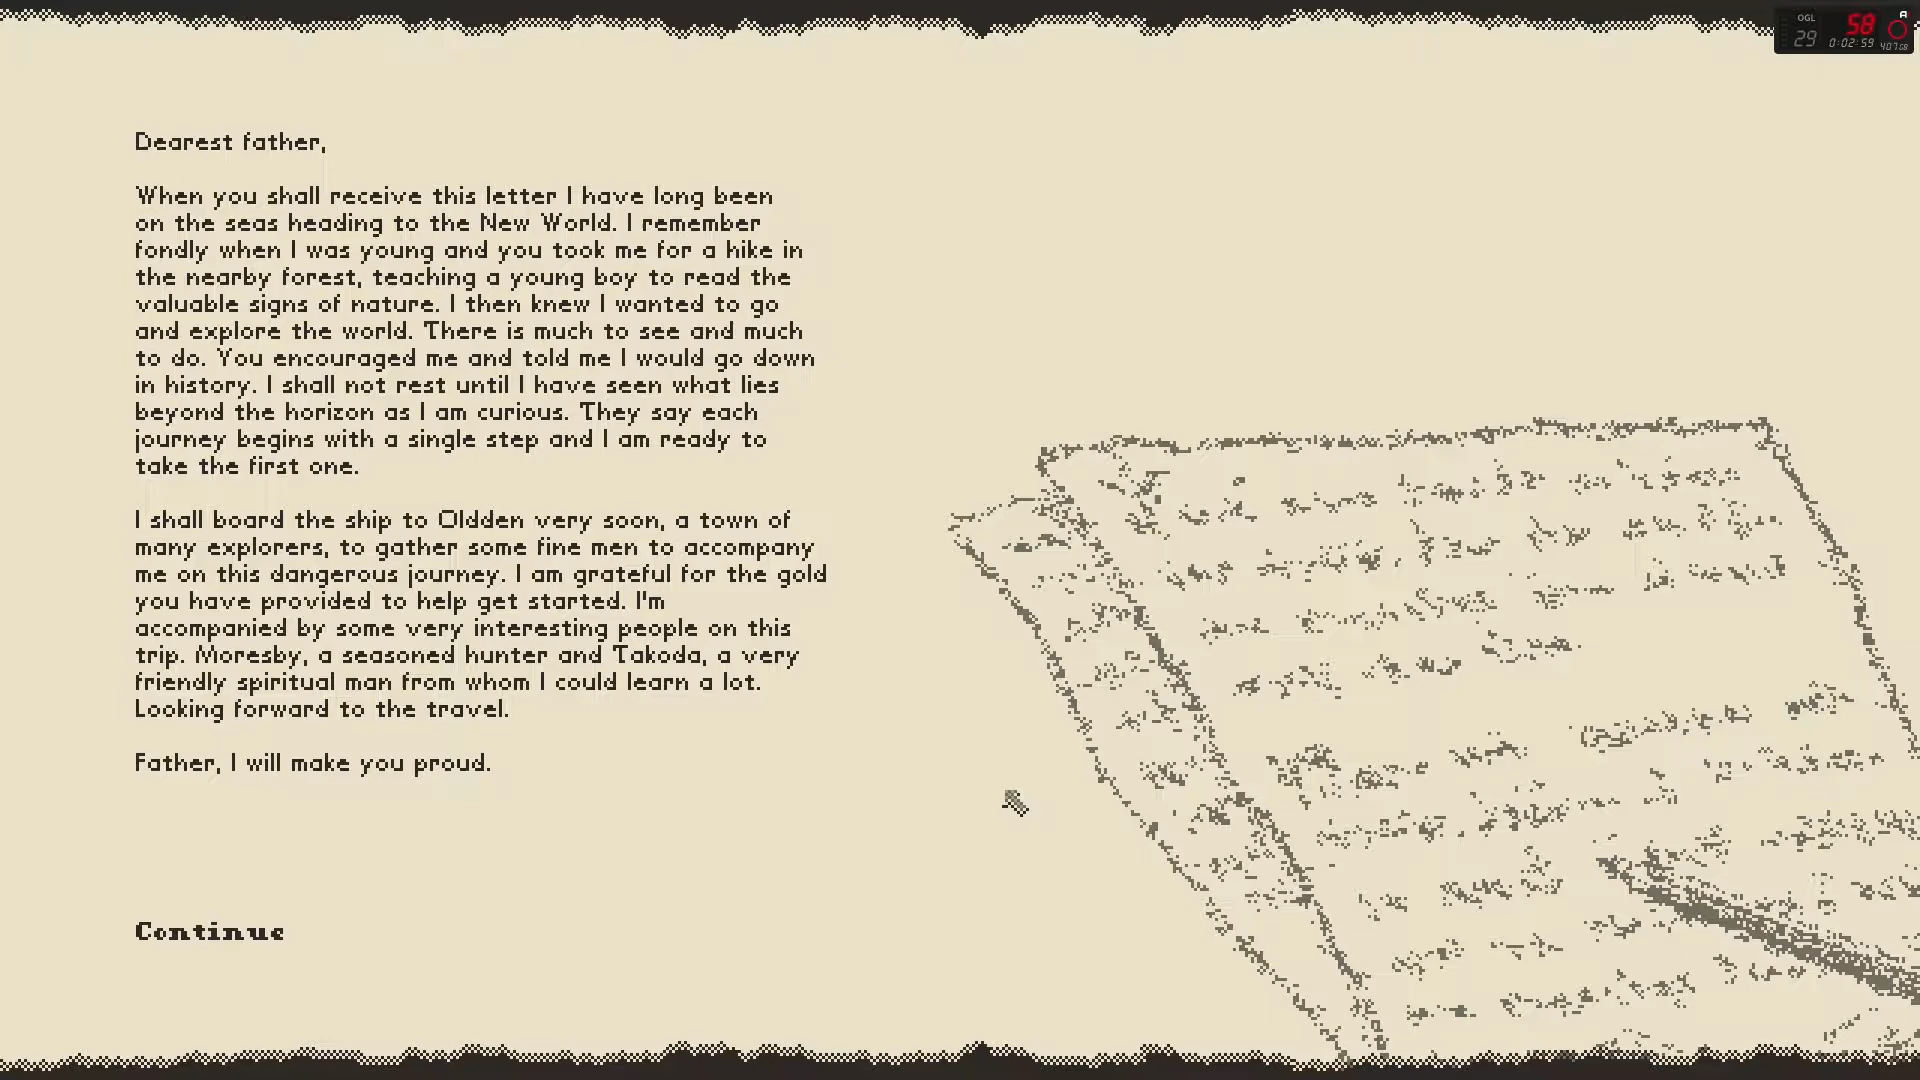 OGL
58
A
29
0:02:59
407GB
Dearest father,
When you shall receive this letter I have long been
on the seas heading to the New World. I remember
fondly when I was young and you took me for a hike in
the nearby forest, teaching a young boy to read the
valuable signs of nature. I then knew I wanted to go
and explore the world. There is much to see and much
to do. You encouraged me and told me I would go down
in history. I shall not rest until I have seen what lies
beyond the horizon as I am curious. They say each
journey begins with a single step and I am ready to
take the first one.
I shall board the ship to Oldden very soon, a town of
many explorers, to gather some fine men to accompany
me on this dangerous journey. I am grateful for the gold
you have provided to help get started. I'm
accompanied by some very interesting people on this
trip. Moresby, a seasoned hunter and Takoda, a very
friendly spiritual man from whom I could learn a lot.
Looking forward to the travel.
Father, I will make you proud.
Continue